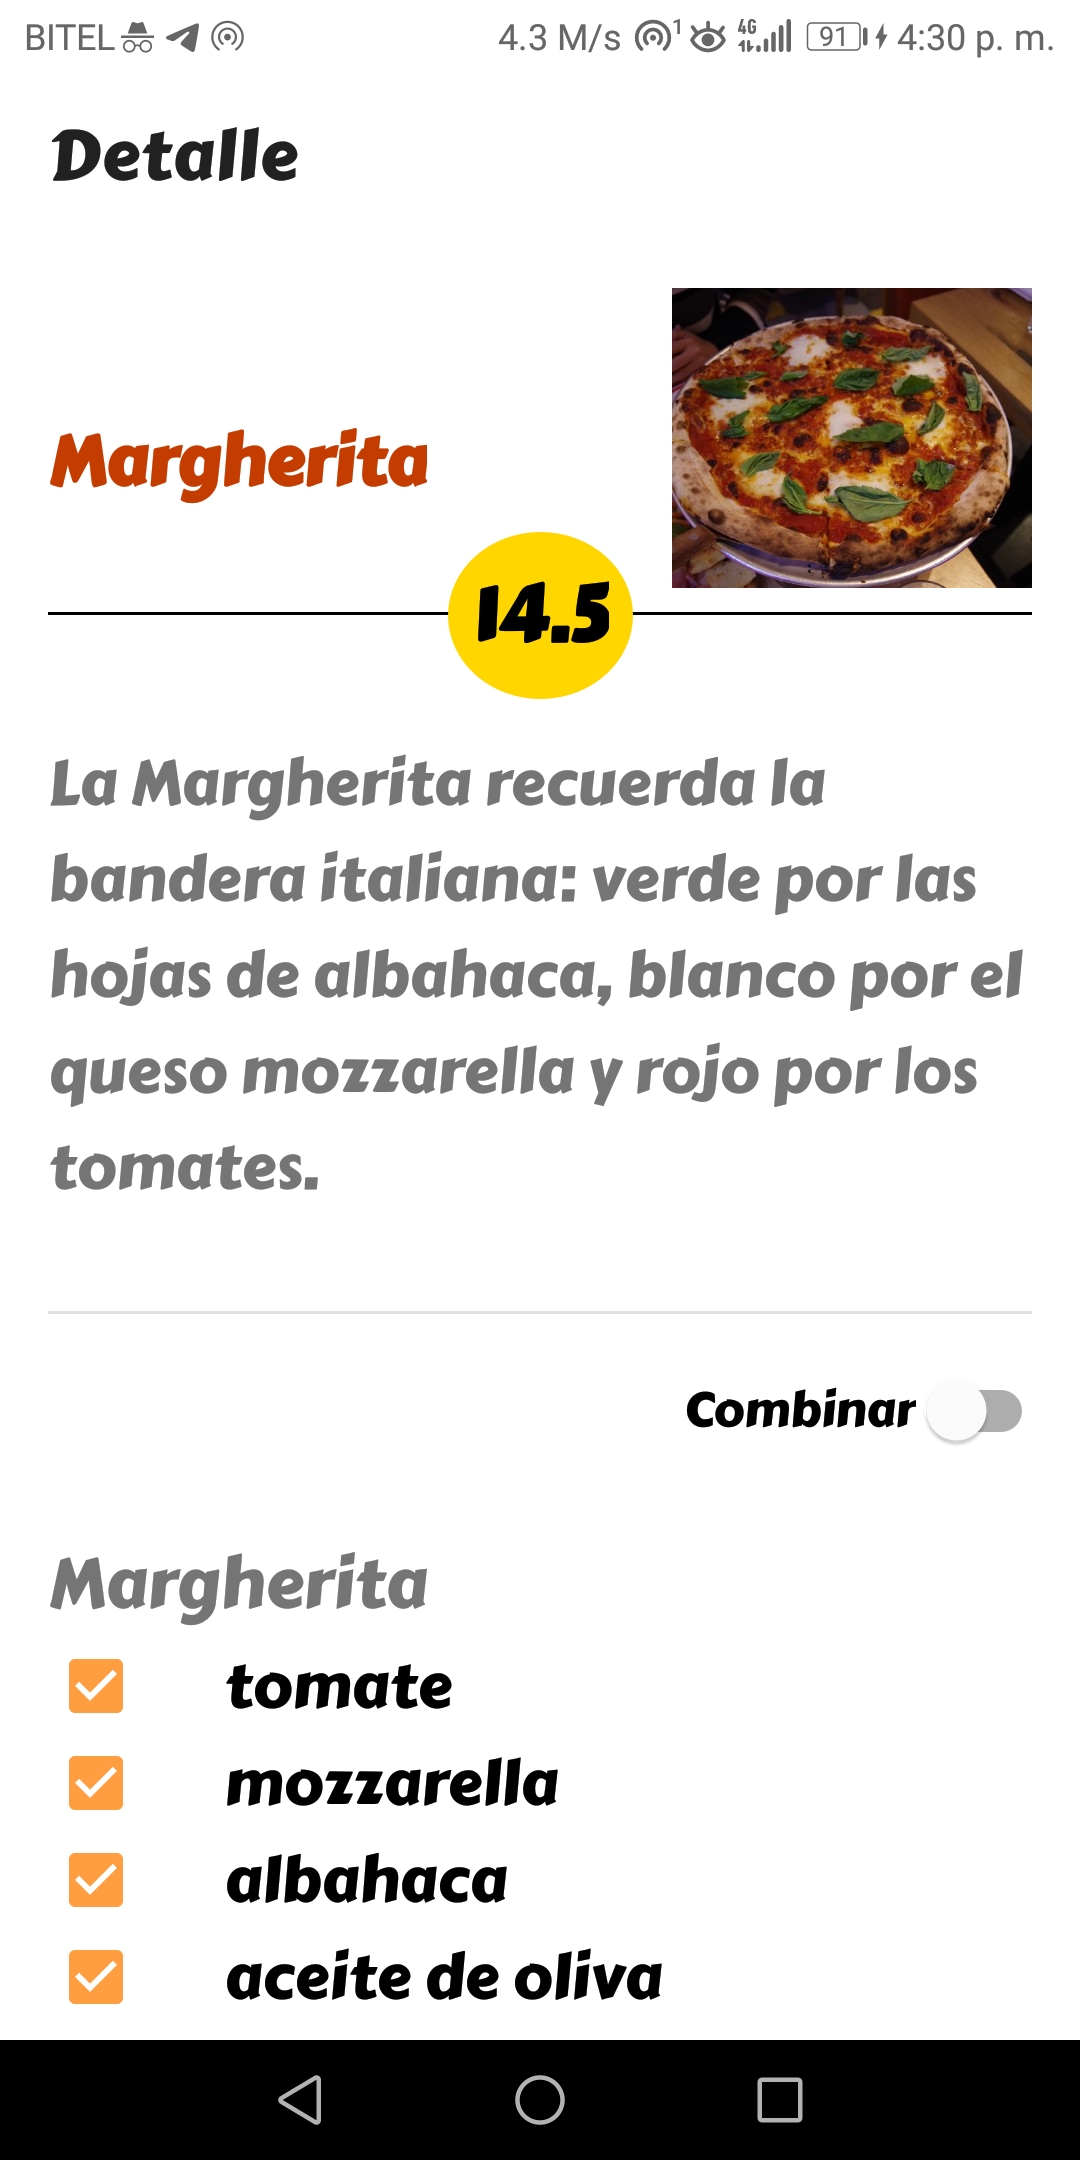 BITEL 4.3 M/s 1 4G 91 4:30 p. m.
Detalle
Margherita
14.5
La Margherita recuerda la
bandera italiana: verde por las
hojas de albahaca, blanco por el
queso mozzarella y rojo por los
tomates.
Combinar
Margherita
tomate
mozzarella
albahaca
aceite de oliva